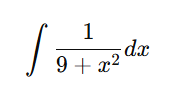 ∫ 1/(9 + x²) dx